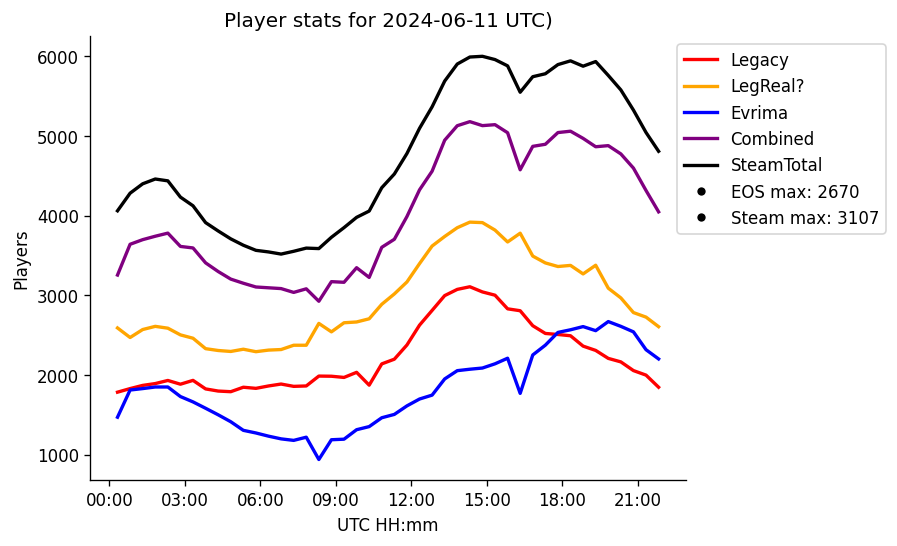 Player stats for 2024-06-11 UTC)
6000
5000
4000
3000
2000
1000
Players
00:00 03:00 06:00 09:00 12:00 15:00 18:00 21:00
UTC HH:mm
Legacy
LegReal?
Evrima
Combined
SteamTotal
EOS max: 2670
Steam max: 3107